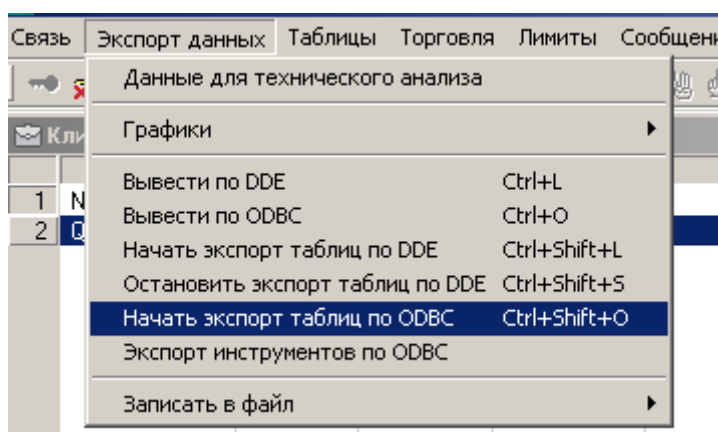 Связь Экспорт данных Таблицы Торговля Лимиты
Данные для технического анализа
Графики
1 N
Вывести по DDE Ctrl+L
Вывести по ODBC Ctrl+O
2 Q
Начать экспорт таблиц по DDE Ctrl+Shift+L
Остановить экспорт таблиц по DDE Ctrl+Shift+S
Начать экспорт таблиц по ODBC Ctrl+Shift+O
Экспорт инструментов по ODBC
Записать в файл